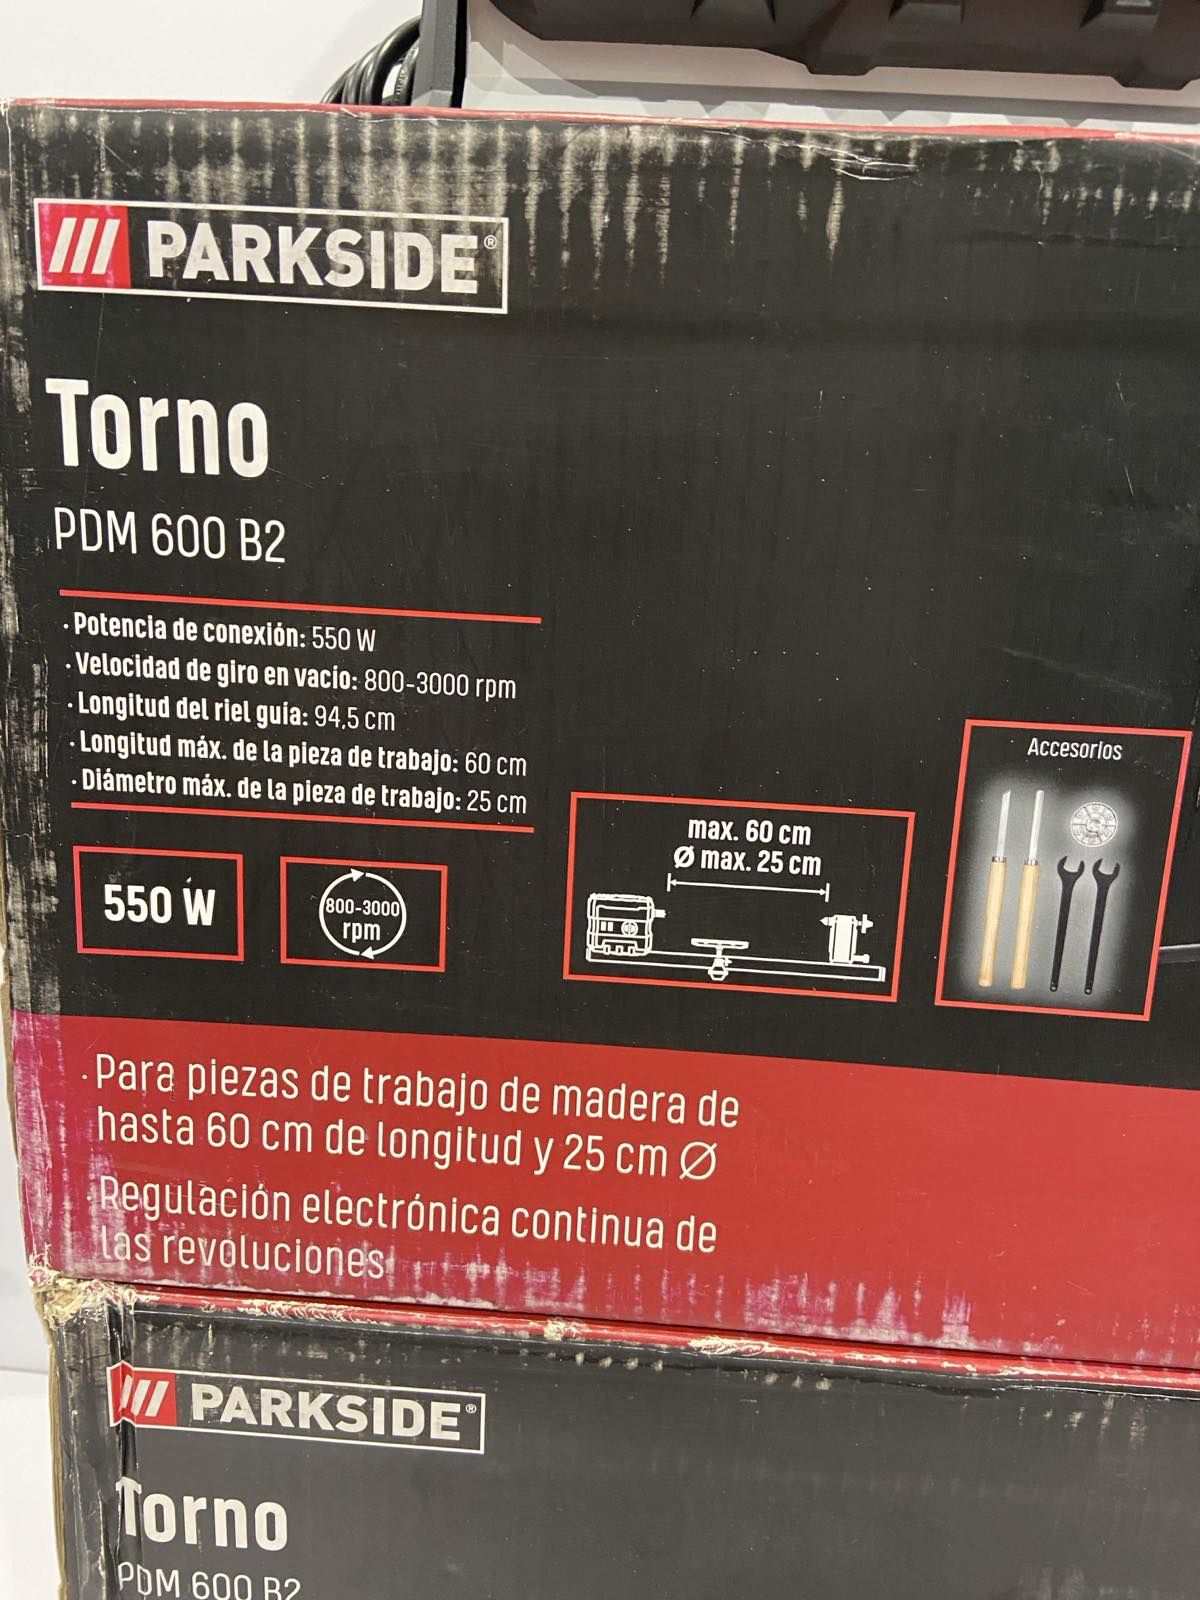 PARKSIDE®
Torno
PDM 600 B2
· Potencia de conexión: 550 W
· Velocidad de giro en vacío: 800-3000 rpm
· Longitud del riel guía: 94,5 cm
· Longitud máx. de la pieza de trabajo: 60 cm
· Diámetro máx. de la pieza de trabajo: 25 cm
550 W
800-3000
rpm
max. 60 cm
Ø max. 25 cm
Accesorios
· Para piezas de trabajo de madera de
hasta 60 cm de longitud y 25 cm Ø
· Regulación electrónica continua de
las revoluciones
PARKSIDE®
Torno
PDM 600 B2